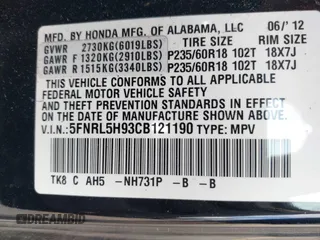 MFD. BY HONDA MFG. OF ALABAMA, LLC 06/'12
GVWR 2730KG(6019LBS) TIRE SIZE RIM SIZE
GAWR F 1320KG(2910LBS) P235/60R18 102T 18X7J
GAWR R 1515KG(3340LBS) P235/60R18 102T 18X7J
THIS VEHICLE CONFORMS TO ALL APPLICABLE
FEDERAL MOTOR VEHICLE SAFETY AND THEFT
PREVENTION STANDARDS IN EFFECT ON THE DATE
OF MANUFACTURE SHOWN ABOVE.
V.I.N.: 5FNRL5H93CB121190 TYPE: MPV
TK8 C AH5 -NH731P -B -B
DREAMBID